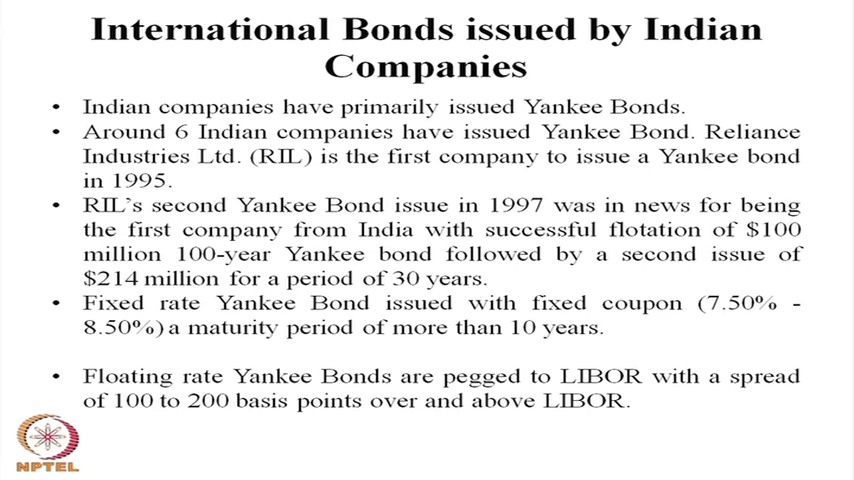 International Bonds issued by Indian
Companies
• Indian companies have primarily issued Yankee Bonds.
• Around 6 Indian companies have issued Yankee Bond. Reliance
Industries Ltd. (RIL) is the first company to issue a Yankee bond
in 1995.
• RIL's second Yankee Bond issue in 1997 was in news for being
the first company from India with successful flotation of $100
million 100-year Yankee bond followed by a second issue of
$214 million for a period of 30 years.
• Fixed rate Yankee Bond issued with fixed coupon (7.50% -
8.50%) a maturity period of more than 10 years.
• Floating rate Yankee Bonds are pegged to LIBOR with a spread
of 100 to 200 basis points over and above LIBOR.
NPTEL